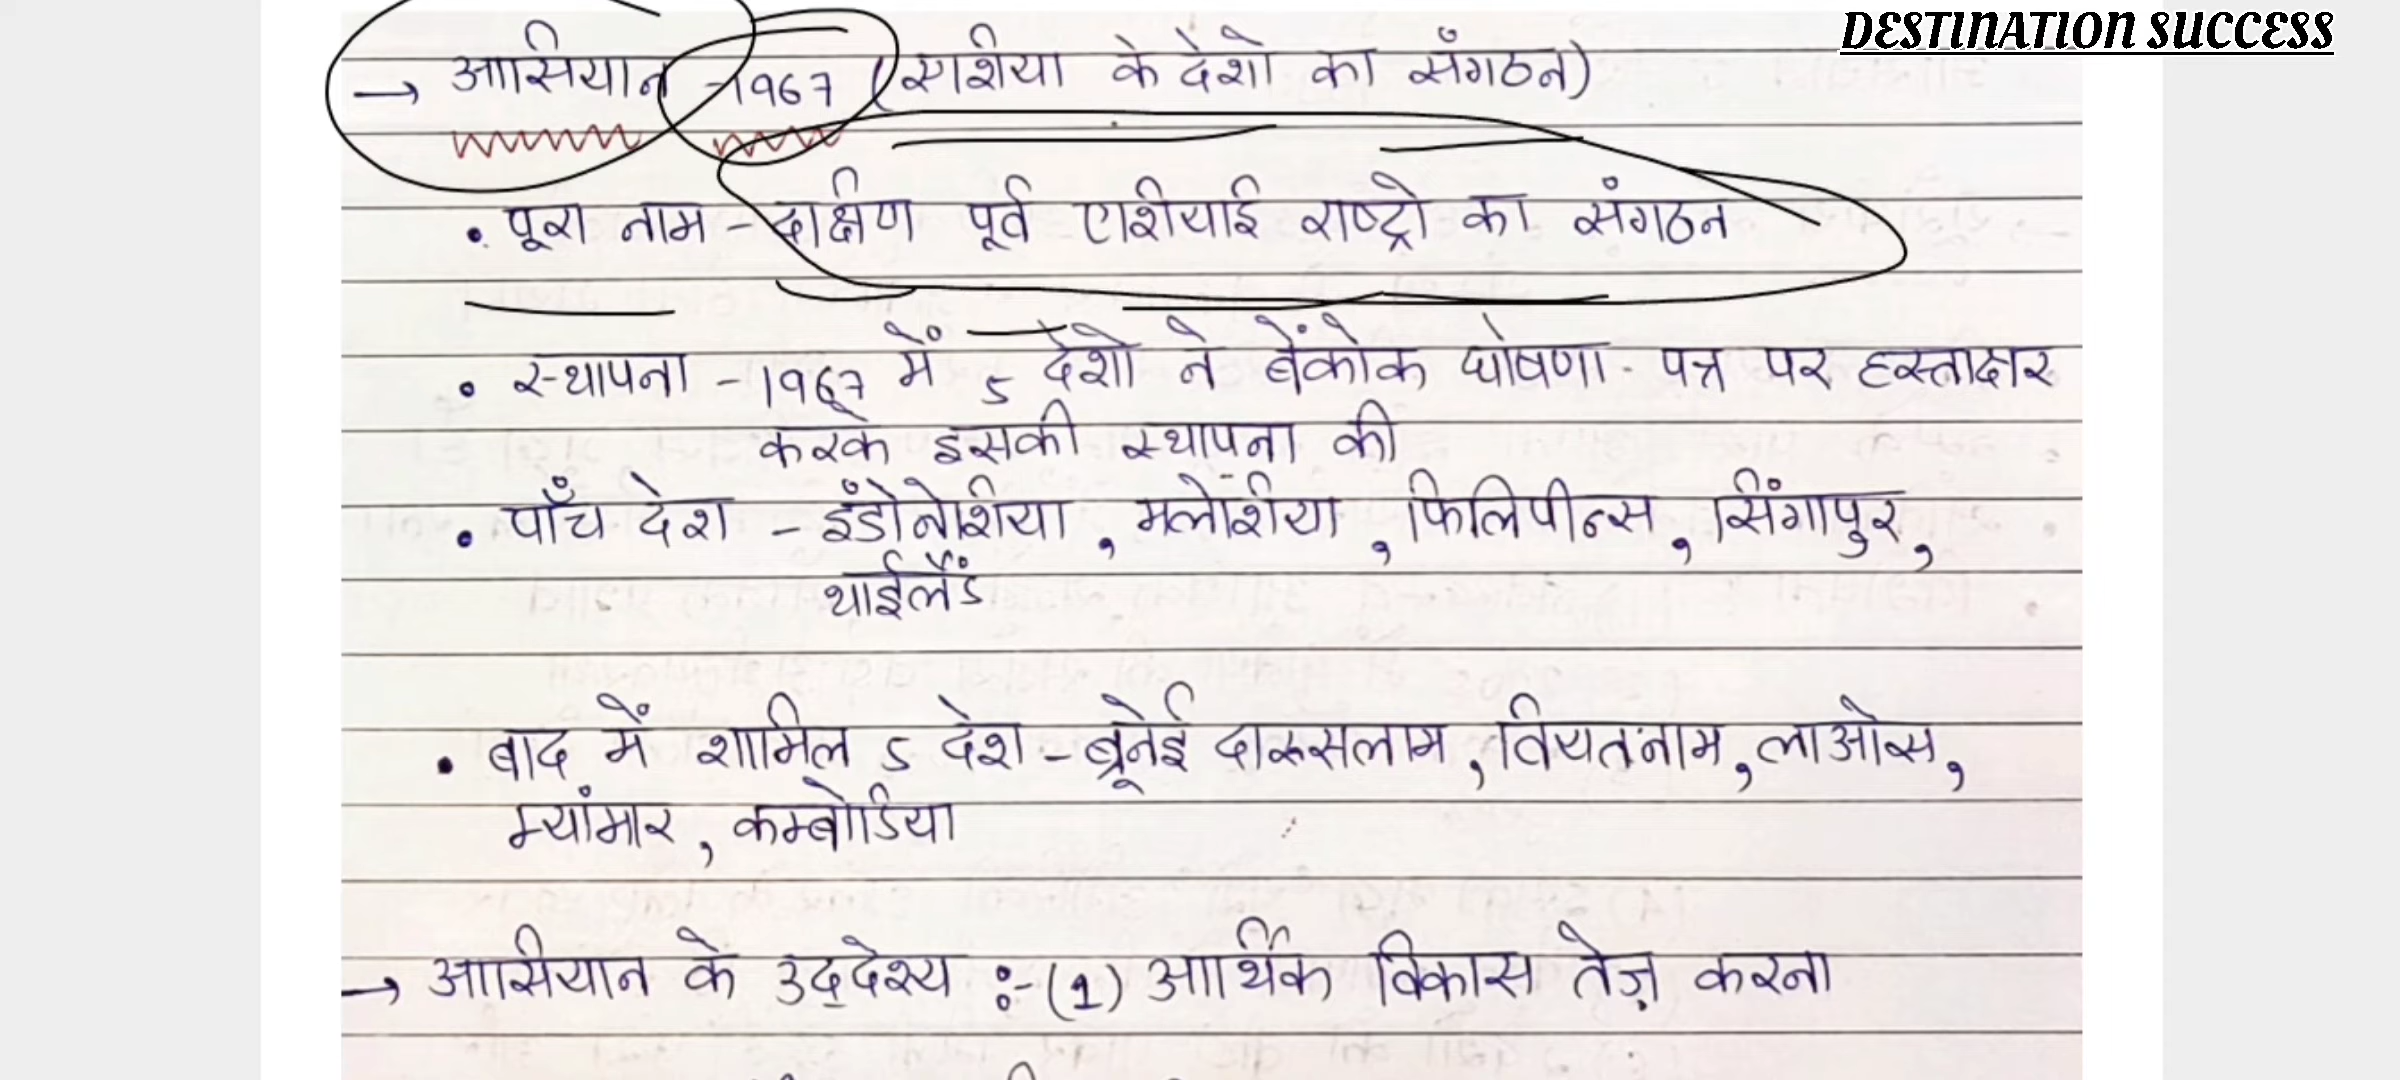 DESTINATION SUCCESS
→ आसियान - 1967 (एशिया के देशो का संगठन)
• पूरा नाम - दक्षिण पूर्व एशियाई राष्ट्रो का संगठन
• स्थापना - 1967 में 5 देशो ने बेंकोक घोषणा - पत्र पर हस्ताक्षर
करके इसकी स्थापना की
• पाँच देश - इंडोनेशिया, मलेशिया, फिलिपीन्स, सिंगापुर,
थाईलैंड
• बाद में शामिल 5 देश - ब्रूनेई दारूसलाम, वियतनाम, लाओस,
म्यांमार, कम्बोडिया
→ आसियान के उद्देश्य :- (1) आर्थिक विकास तेज़ करना